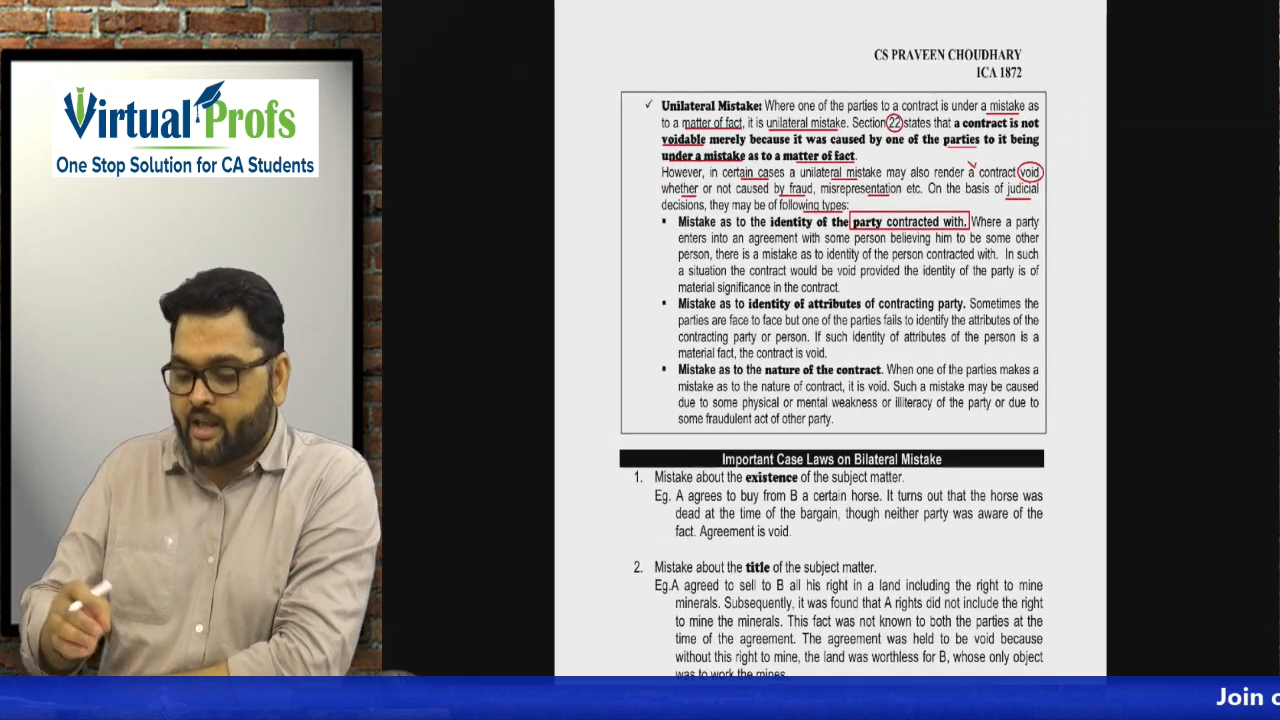 Virtual Profs
One Stop Solution for CA Students
CS PRAVEEN CHOUDHARY
ICA 1872
✓ Unilateral Mistake: Where one of the parties to a contract is under a mistake as
to a matter of fact, it is unilateral mistake. Section 22 states that a contract is not
voidable merely because it was caused by one of the parties to it being
under a mistake as to a matter of fact.
However, in certain cases a unilateral mistake may also render a contract void
whether or not caused by fraud, misrepresentation etc. On the basis of judicial
decisions, they may be of following types:
▪ Mistake as to the identity of the party contracted with. Where a party
enters into an agreement with some person believing him to be some other
person, there is a mistake as to identity of the person contracted with. In such
a situation the contract would be void provided the identity of the party is of
material significance in the contract.
▪ Mistake as to identity of attributes of contracting party. Sometimes the
parties are face to face but one of the parties fails to identify the attributes of the
contracting party or person. If such identity of attributes of the person is a
material fact, the contract is void.
▪ Mistake as to the nature of the contract. When one of the parties makes a
mistake as to the nature of contract, it is void. Such a mistake may be caused
due to some physical or mental weakness or illiteracy of the party or due to
some fraudulent act of other party.
Important Case Laws on Bilateral Mistake
1. Mistake about the existence of the subject matter.
Eg. A agrees to buy from B a certain horse. It turns out that the horse was
dead at the time of the bargain, though neither party was aware of the
fact. Agreement is void.
2. Mistake about the title of the subject matter.
Eg.A agreed to sell to B all his right in a land including the right to mine
minerals. Subsequently, it was found that A rights did not include the right
to mine the minerals. This fact was not known to both the parties at the
time of the agreement. The agreement was held to be void because
without this right to mine, the land was worthless for B, whose only object
was to work the mines.
Join